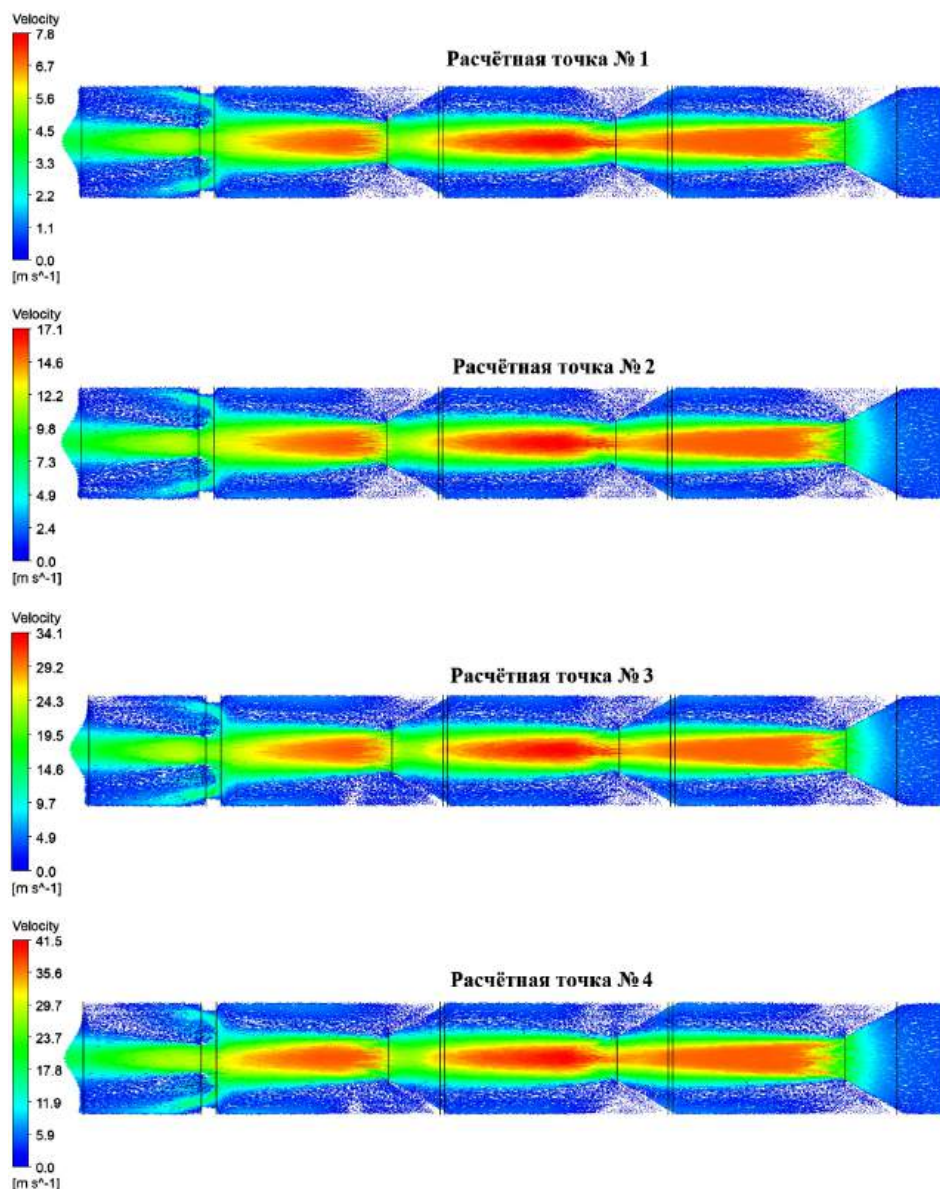 Velocity
7.8
Расчётная точка № 1
6.7
5.6
4.5
3.3
2.2
1.1
0.0
[m s^-1]
Velocity
17.1
Расчётная точка № 2
14.6
12.2
9.8
7.3
4.9
2.4
0.0
[m s^-1]
Velocity
34.1
Расчётная точка № 3
29.2
24.3
19.5
14.6
9.7
4.9
0.0
[m s^-1]
Velocity
41.5
Расчётная точка № 4
35.6
29.7
23.7
17.8
11.9
5.9
0.0
[m s^-1]